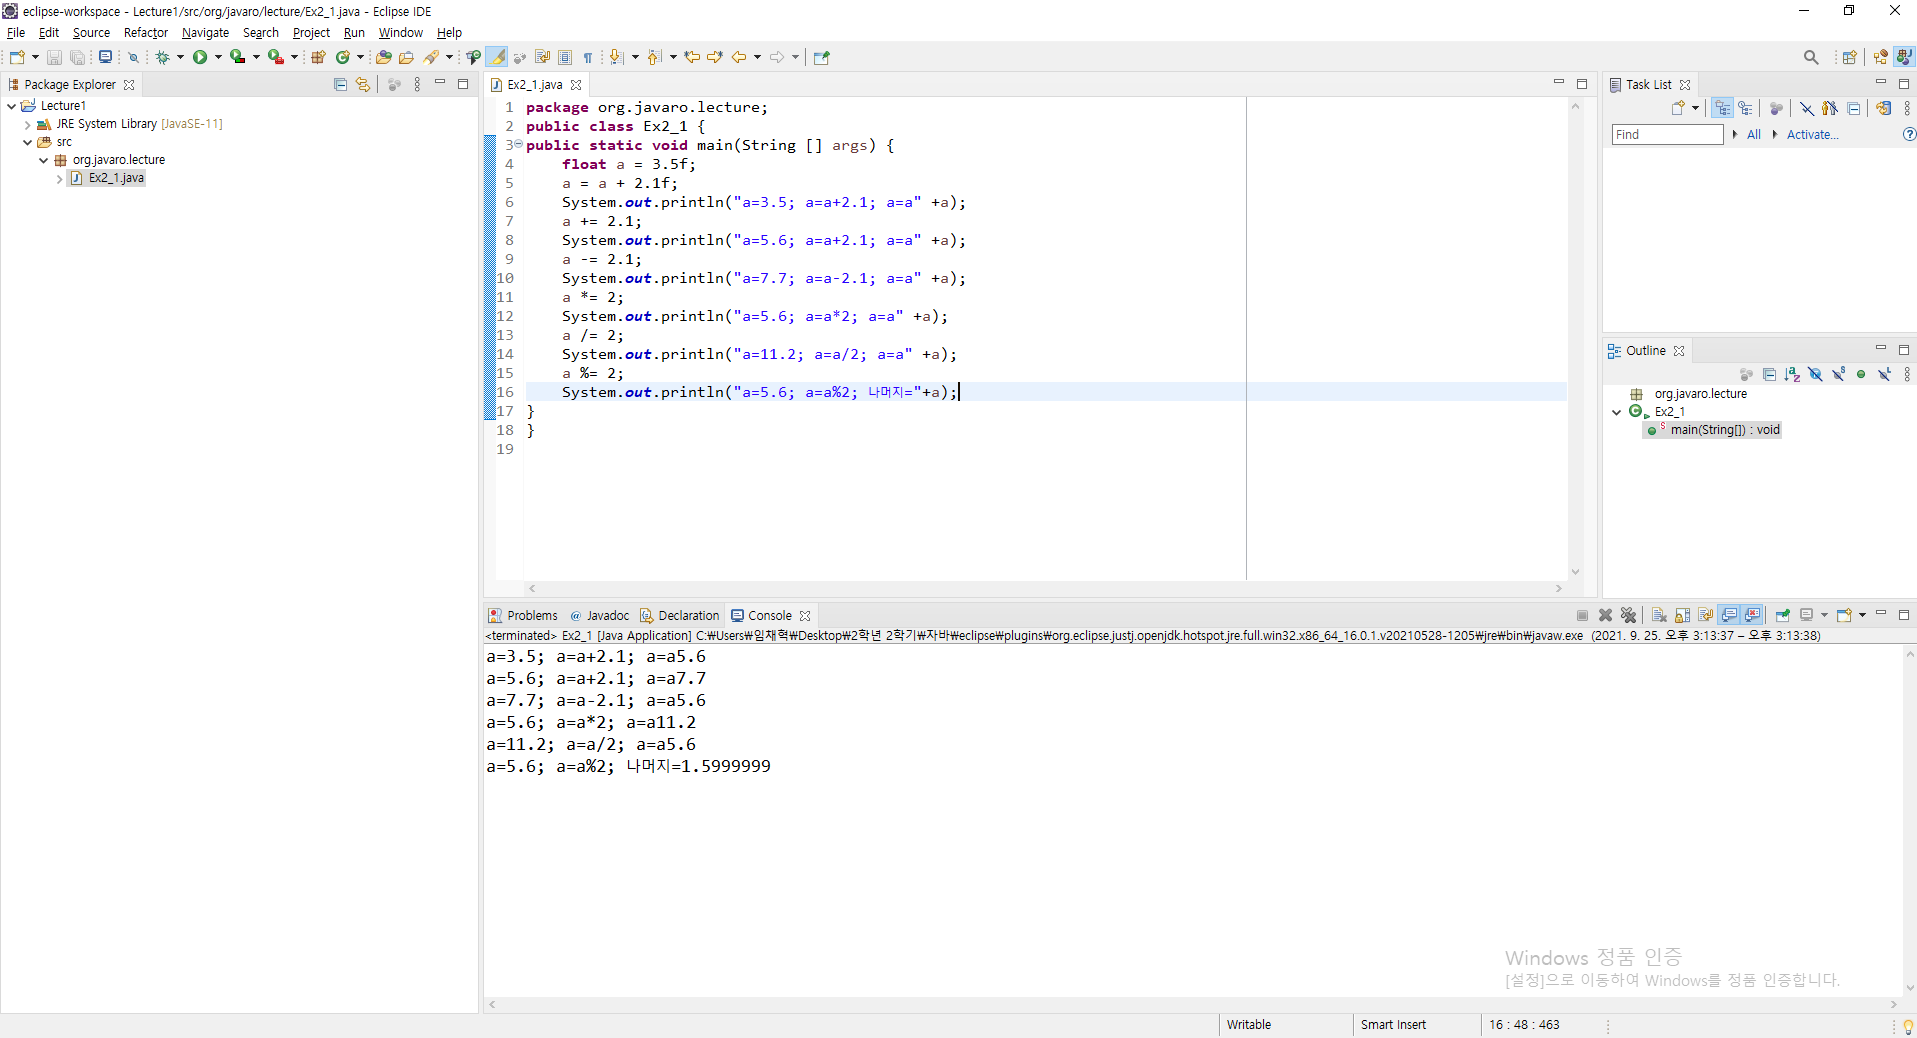 eclipse-workspace - Lecture1/src/org/javaro/lecture/Ex2_1.java - Eclipse IDE
File Edit Source Refactor Navigate Search Project Run Window Help
Package Explorer
Lecture1
JRE System Library [JavaSE-11]
src
org.javaro.lecture
Ex2_1.java
Ex2_1.java
1 package org.javaro.lecture;
2 public class Ex2_1 {
3 public static void main(String [] args) {
4 float a = 3.5f;
5 a = a + 2.1f;
6 System.out.println("a=3.5; a=a+2.1; a=a" +a);
7 a += 2.1;
8 System.out.println("a=5.6; a=a+2.1; a=a" +a);
9 a -= 2.1;
10 System.out.println("a=7.7; a=a-2.1; a=a" +a);
11 a *= 2;
12 System.out.println("a=5.6; a=a*2; a=a" +a);
13 a /= 2;
14 System.out.println("a=11.2; a=a/2; a=a" +a);
15 a %= 2;
16 System.out.println("a=5.6; a=a%2; 나머지="+a);
17 }
18 }
19
Task List
Find All Activate...
Outline
org.javaro.lecture
Ex2_1
main(String[]) : void
Problems @ Javadoc Declaration Console
<terminated> Ex2_1 [Java Application] C:₩Users₩임채혁₩Desktop₩2학년 2학기₩자바₩eclipse₩plugins₩org.eclipse.justj.openjdk.hotspot.jre.full.win32.x86_64_16.0.1.v20210528-1205₩jre₩bin₩javaw.exe (2021. 9. 25. 오후 3:13:37 – 오후 3:13:38)
a=3.5; a=a+2.1; a=a5.6
a=5.6; a=a+2.1; a=a7.7
a=7.7; a=a-2.1; a=a5.6
a=5.6; a=a*2; a=a11.2
a=11.2; a=a/2; a=a5.6
a=5.6; a=a%2; 나머지=1.5999999
Windows 정품 인증
[설정]으로 이동하여 Windows를 정품 인증합니다.
Writable Smart Insert 16 : 48 : 463